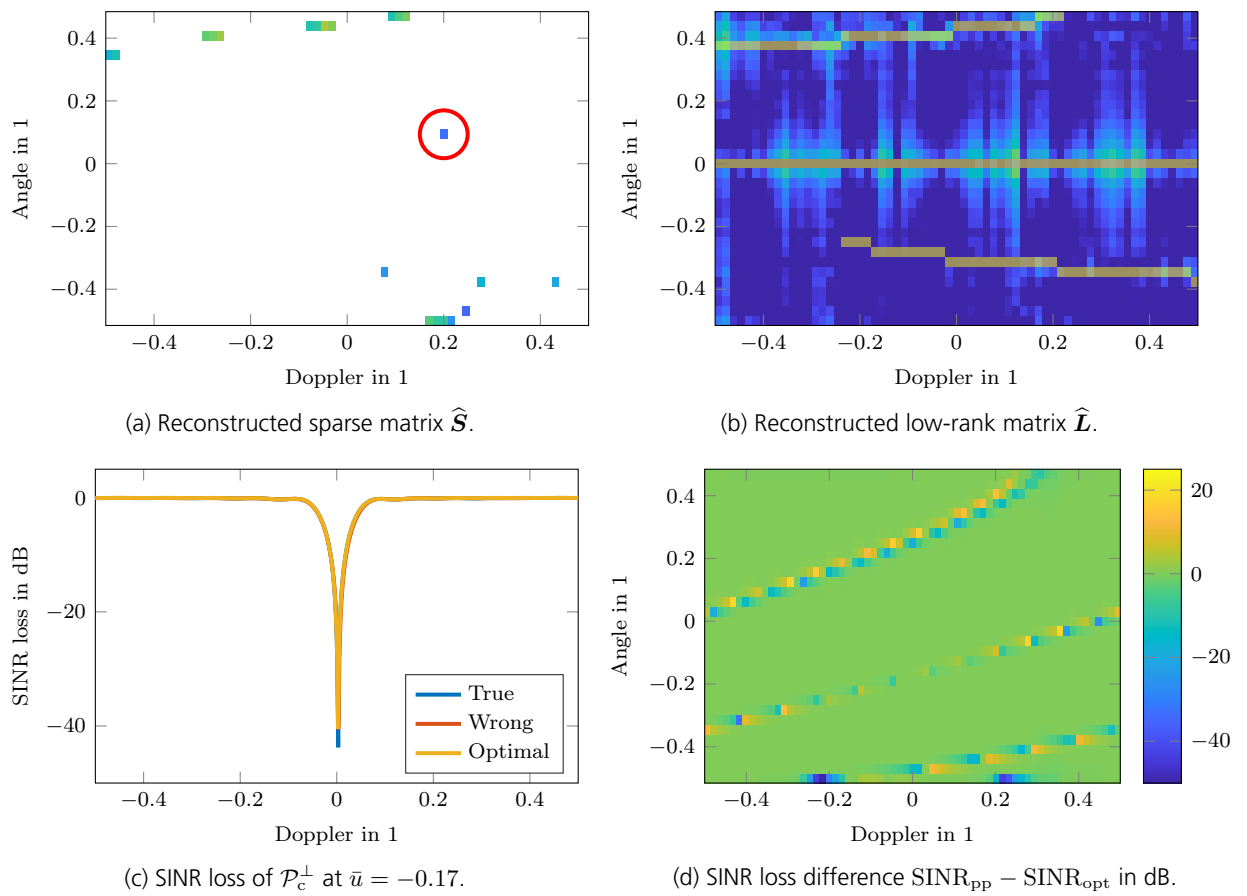 0.4
0.2
0
−0.2
−0.4
Angle in 1
−0.4
−0.2
0
0.2
0.4
Doppler in 1
(a) Reconstructed sparse matrix Ŝ.
0.4
0.2
0
−0.2
−0.4
Angle in 1
−0.4
−0.2
0
0.2
0.4
Doppler in 1
(b) Reconstructed low-rank matrix L̂.
0
−20
−40
SINR loss in dB
True
Wrong
Optimal
−0.4
−0.2
0
0.2
0.4
Doppler in 1
(c) SINR loss of 𝒫c⊥ at ū = −0.17.
0.4
0.2
0
−0.2
−0.4
Angle in 1
−0.4
−0.2
0
0.2
0.4
Doppler in 1
20
0
−20
−40
(d) SINR loss difference SINRpp − SINRopt in dB.